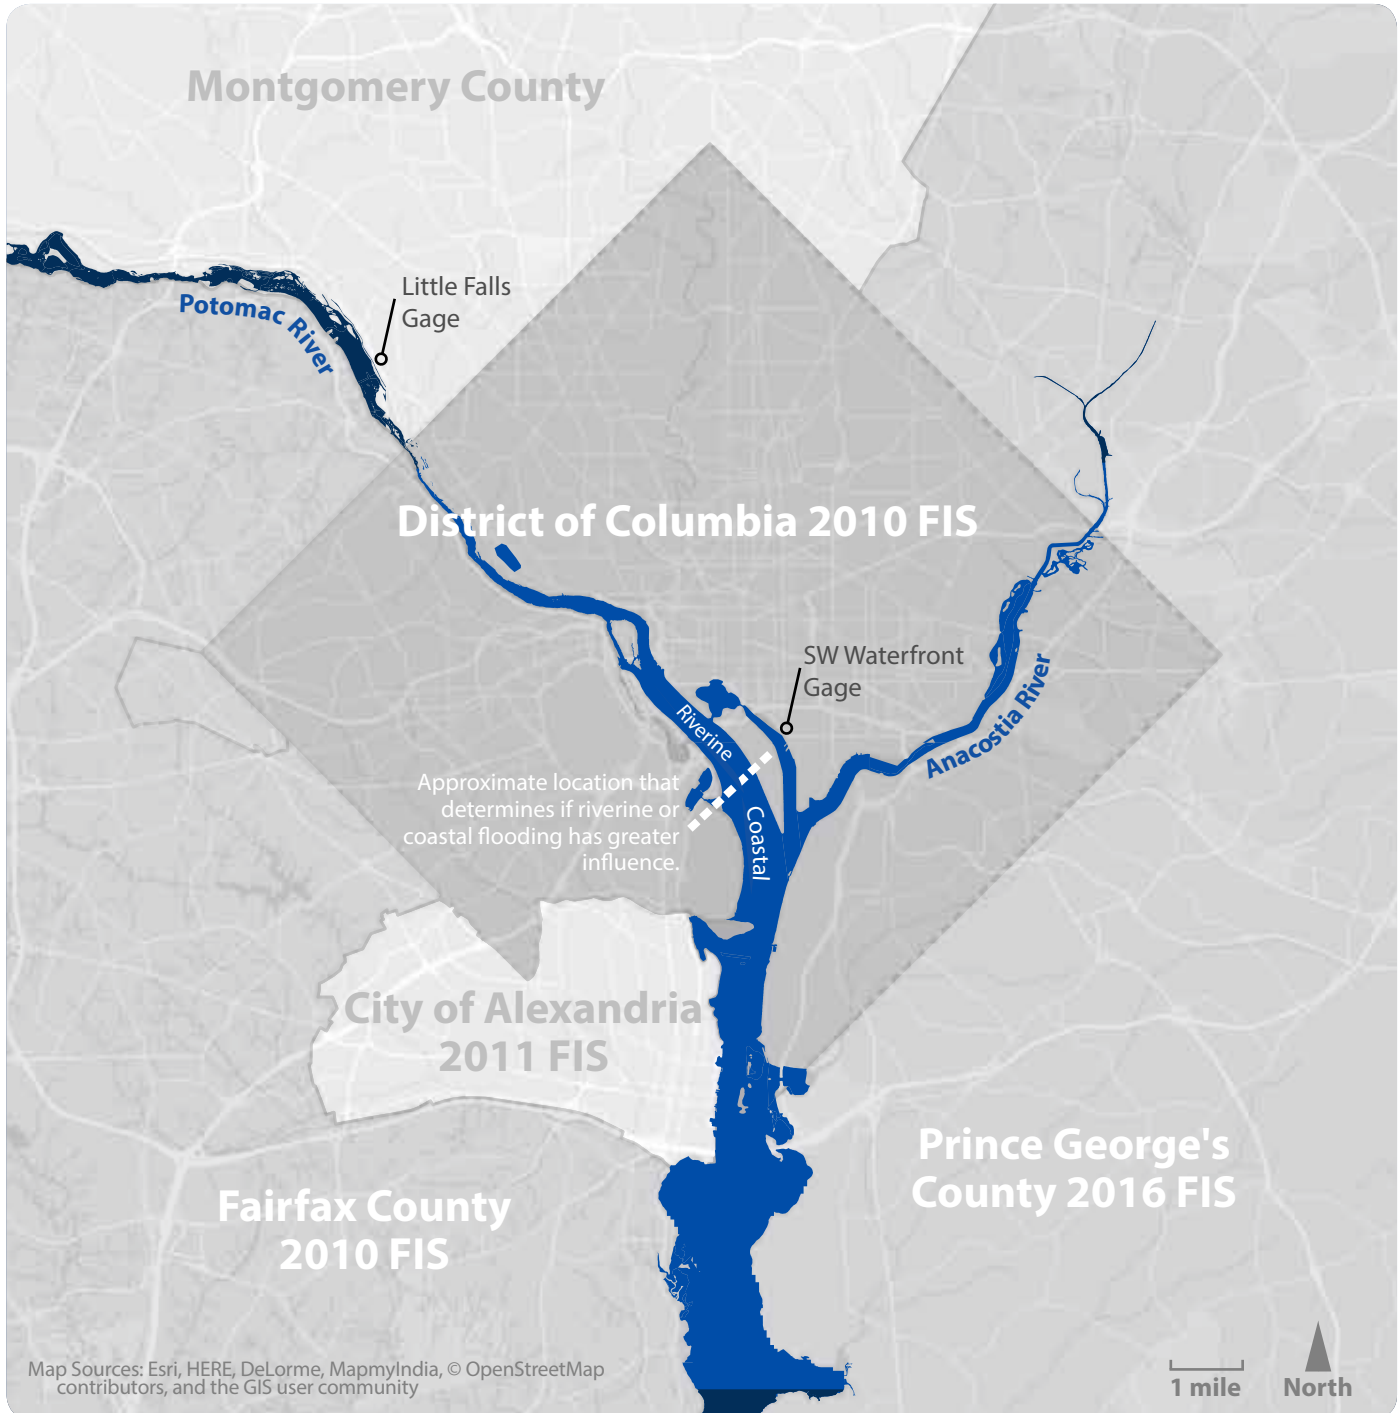 Montgomery County
Little Falls
Gage
Potomac River
District of Columbia 2010 FIS
SW Waterfront
Gage
Anacostia River
Riverine
Approximate location that
determines if riverine or
coastal flooding has greater
influence.
Coastal
City of Alexandria
2011 FIS
Prince George's
County 2016 FIS
Fairfax County
2010 FIS
Map Sources: Esri, HERE, DeLorme, MapmyIndia, © OpenStreetMap
contributors, and the GIS user community
1 mile
North